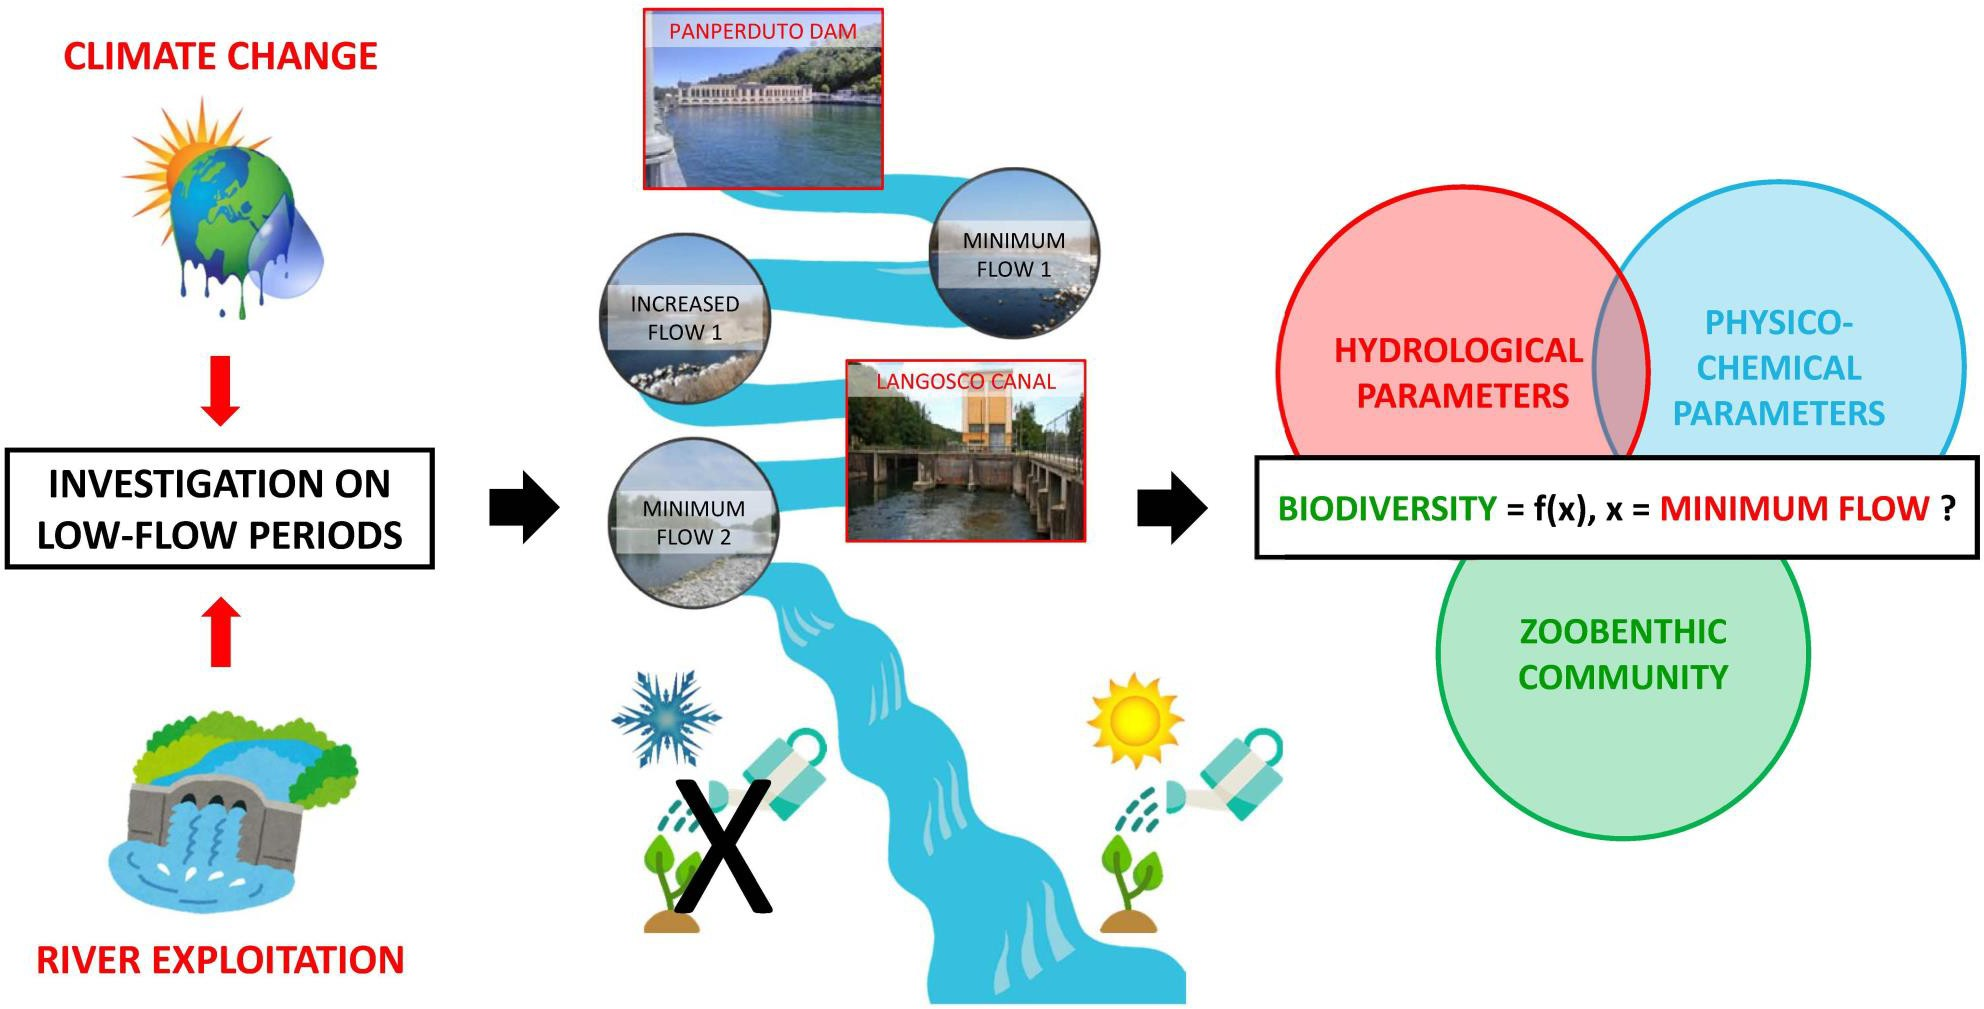 CLIMATE CHANGE
INVESTIGATION ON
LOW-FLOW PERIODS
RIVER EXPLOITATION
PANPERDUTO DAM
MINIMUM
FLOW 1
INCREASED
FLOW 1
LANGOSCO CANAL
MINIMUM
FLOW 2
X
HYDROLOGICAL
PARAMETERS
PHYSICO-
CHEMICAL
PARAMETERS
BIODIVERSITY = f(x), x = MINIMUM FLOW ?
ZOOBENTHIC
COMMUNITY